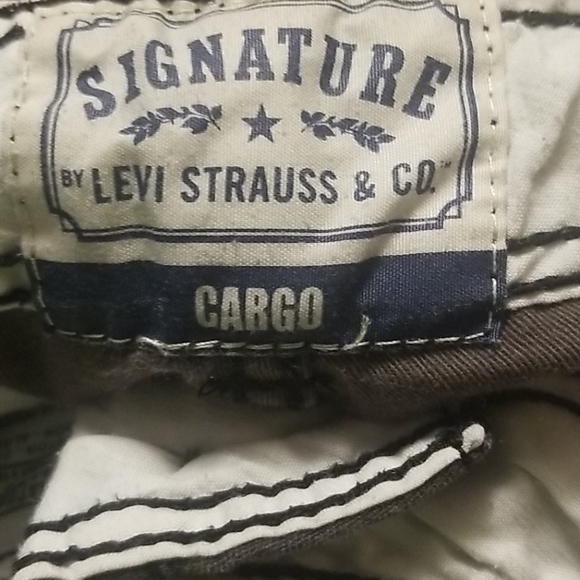 SIGNATURE
BY LEVI STRAUSS & CO.™
CARGO